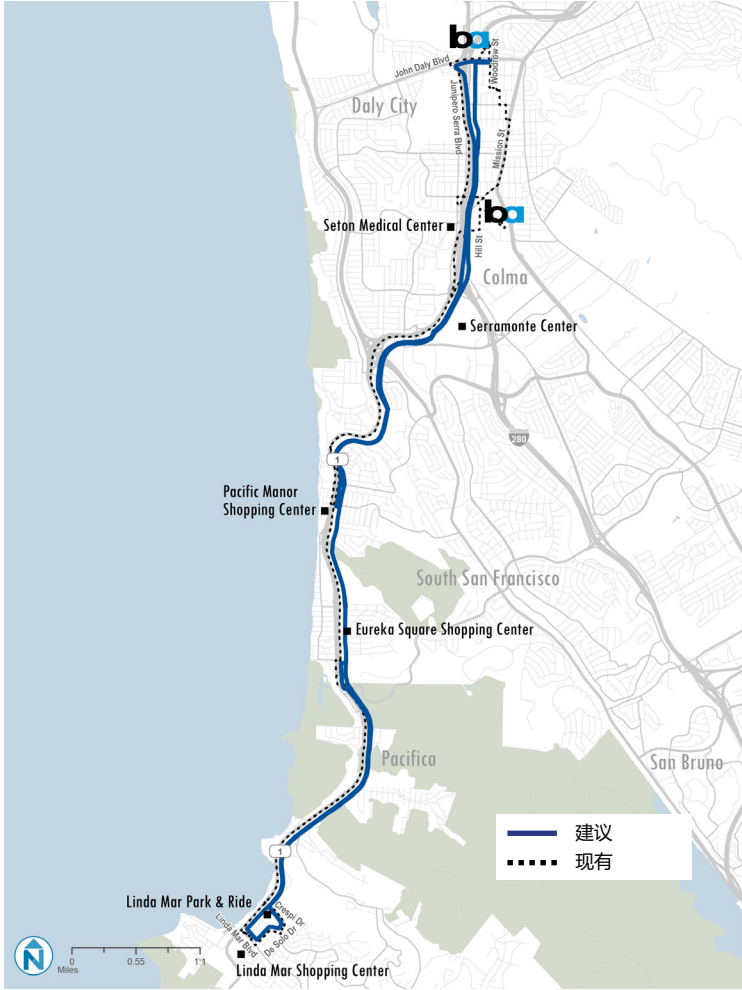 ba
Woodrow St
John Daly Blvd
Daly City
Junipero Serra Blvd
Mission St
ba
Seton Medical Center
Hill St
Colma
Serramonte Center
280
1
Pacific Manor
Shopping Center
South San Francisco
Eureka Square Shopping Center
Pacifica
San Bruno
建议
现有
1
Linda Mar Park & Ride
Crespi Dr
Linda Mar Blvd
De Solo Dr
Linda Mar Shopping Center
N
0 0.55 1.1
Miles